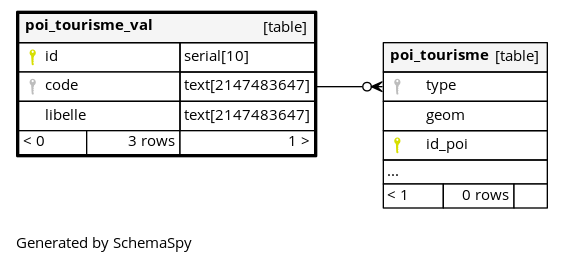 poi_tourisme_val [table]
id serial[10]
code text[2147483647]
libelle text[2147483647]
< 0 3 rows 1 >
poi_tourisme [table]
type
geom
id_poi
...
< 1 0 rows
Generated by SchemaSpy